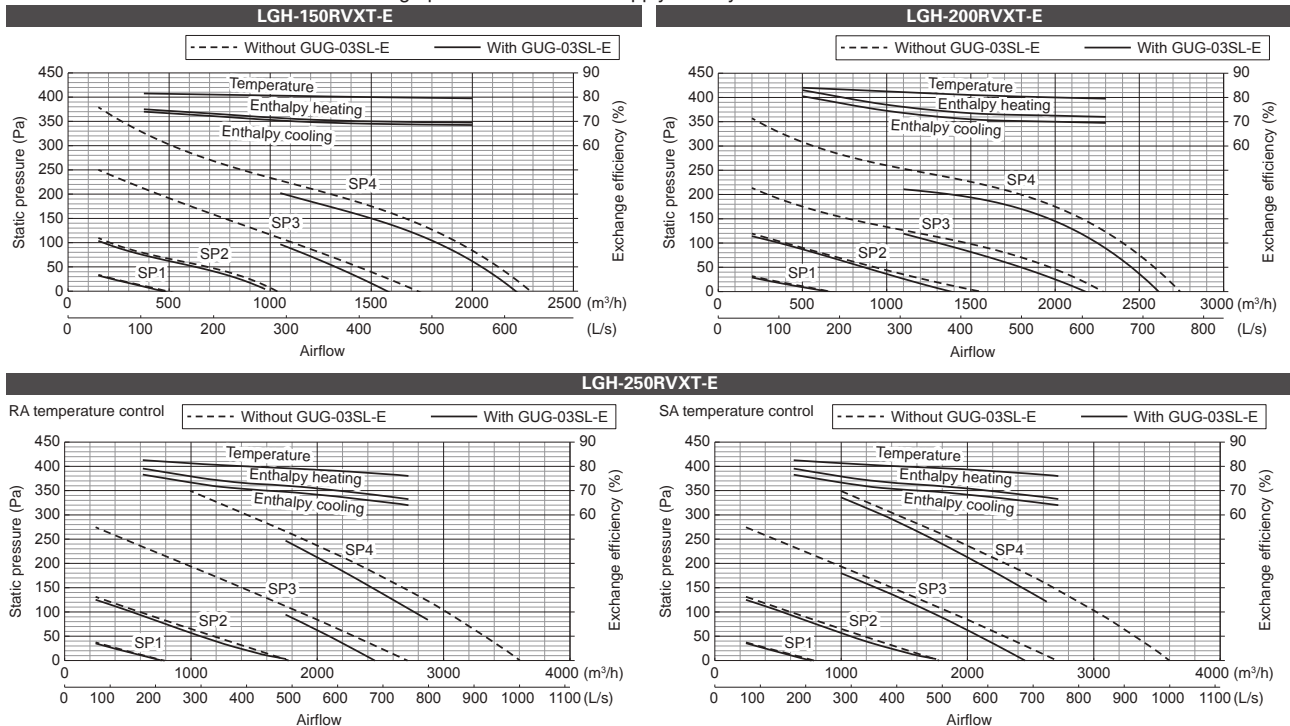 LGH-150RVXT-E
Without GUG-03SL-E With GUG-03SL-E
Static pressure (Pa)
450
400
350
300
250
200
150
100
50
0
Temperature
Enthalpy heating
Enthalpy cooling
SP4
SP3
SP2
SP1
90
80
70
60
Exchange efficiency (%)
0 500 1000 1500 2000 2500 (m³/h)
0 100 200 300 400 500 600 (L/s)
Airflow
LGH-200RVXT-E
Without GUG-03SL-E With GUG-03SL-E
Static pressure (Pa)
450
400
350
300
250
200
150
100
50
0
Temperature
Enthalpy heating
Enthalpy cooling
SP4
SP3
SP2
SP1
90
80
70
60
Exchange efficiency (%)
0 500 1000 1500 2000 2500 3000 (m³/h)
0 100 200 300 400 500 600 700 800 (L/s)
Airflow
LGH-250RVXT-E
RA temperature control
Without GUG-03SL-E With GUG-03SL-E
Static pressure (Pa)
450
400
350
300
250
200
150
100
50
0
Temperature
Enthalpy heating
Enthalpy cooling
SP4
SP3
SP2
SP1
90
80
70
60
Exchange efficiency (%)
0 1000 2000 3000 4000 (m³/h)
0 100 200 300 400 500 600 700 800 900 1000 1100 (L/s)
Airflow
SA temperature control
Without GUG-03SL-E With GUG-03SL-E
Static pressure (Pa)
450
400
350
300
250
200
150
100
50
0
Temperature
Enthalpy heating
Enthalpy cooling
SP4
SP3
SP2
SP1
90
80
70
60
Exchange efficiency (%)
0 1000 2000 3000 4000 (m³/h)
0 100 200 300 400 500 600 700 800 900 1000 1100 (L/s)
Airflow